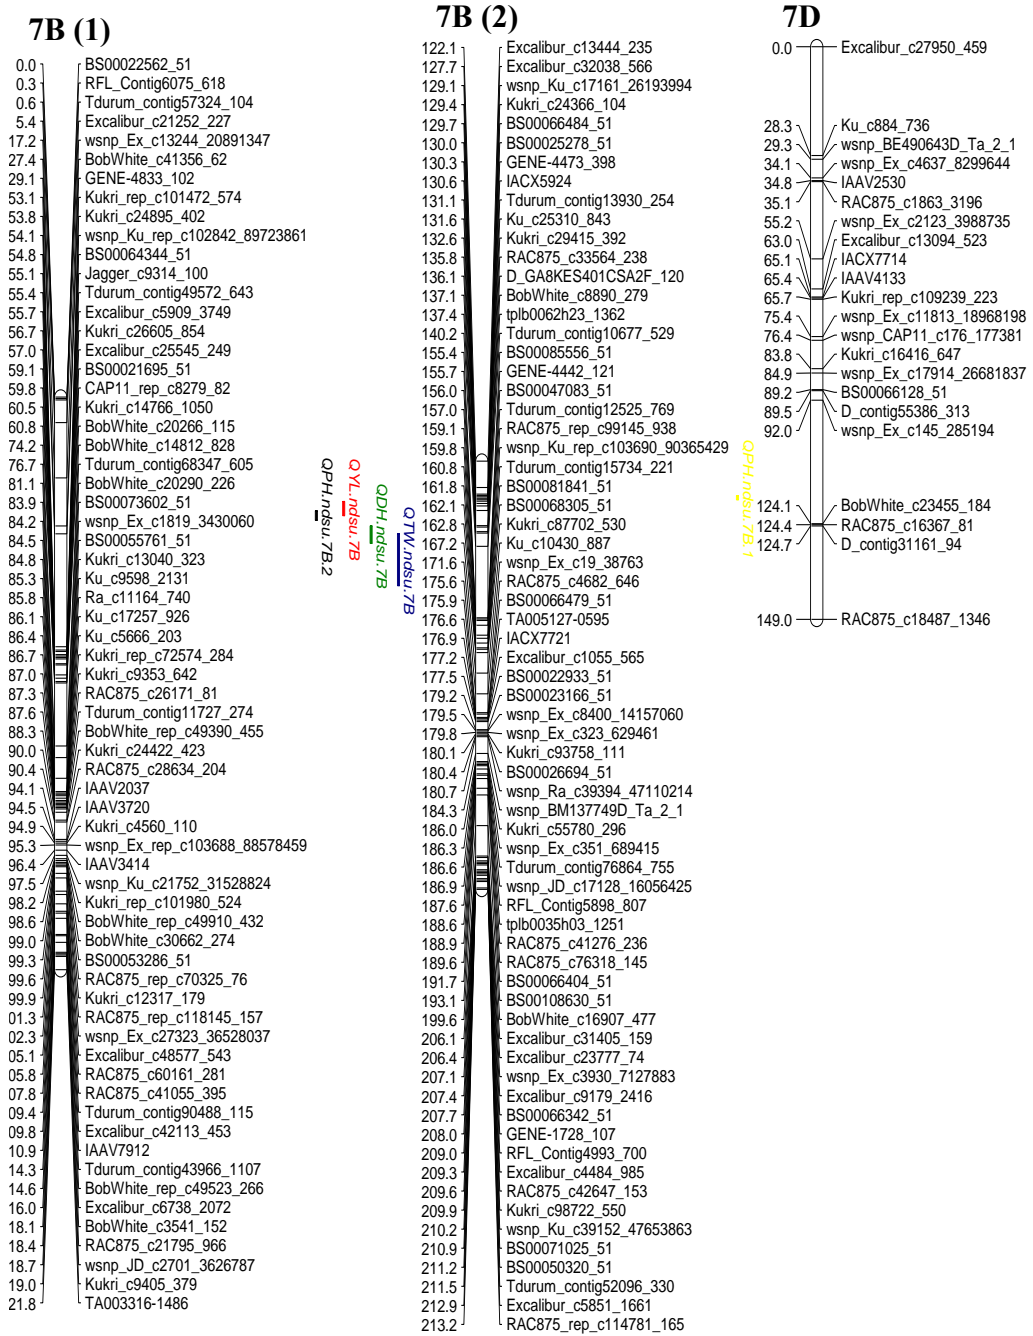 7B (1)
0.0 BS00022562_51
0.3 RFL_Contig6075_618
0.6 Tdurum_contig57324_104
5.4 Excalibur_c21252_227
17.2 wsnp_Ex_c13244_20891347
27.4 BobWhite_c41356_62
29.1 GENE-4833_102
53.1 Kukri_rep_c101472_574
53.8 Kukri_c24895_402
54.1 wsnp_Ku_rep_c102842_89723861
54.8 BS00064344_51
55.1 Jagger_c9314_100
55.4 Tdurum_contig49572_643
55.7 Excalibur_c5909_3749
56.7 Kukri_c26605_854
57.0 Excalibur_c25545_249
59.1 BS00021695_51
59.8 CAP11_rep_c8279_82
60.5 Kukri_c14766_1050
60.8 BobWhite_c20266_115
74.2 BobWhite_c14812_828
76.7 Tdurum_contig68347_605
81.1 BobWhite_c20290_226
83.9 BS00073602_51
84.2 wsnp_Ex_c1819_3430060
84.5 BS00055761_51
84.8 Kukri_c13040_323
85.3 Ku_c9598_2131
85.8 Ra_c11164_740
86.1 Ku_c17257_926
86.4 Ku_c5666_203
86.7 Kukri_rep_c72574_284
87.0 Kukri_c9353_642
87.3 RAC875_c26171_81
87.6 Tdurum_contig11727_274
88.3 BobWhite_rep_c49390_455
90.0 Kukri_c24422_423
90.4 RAC875_c28634_204
94.1 IAAV2037
94.5 IAAV3720
94.9 Kukri_c4560_110
95.3 wsnp_Ex_rep_c103688_88578459
96.4 IAAV3414
97.5 wsnp_Ku_c21752_31528824
98.2 Kukri_rep_c101980_524
98.6 BobWhite_rep_c49910_432
99.0 BobWhite_c30662_274
99.3 BS00053286_51
99.6 RAC875_rep_c70325_76
99.9 Kukri_c12317_179
01.3 RAC875_rep_c118145_157
02.3 wsnp_Ex_c27323_36528037
05.1 Excalibur_c48577_543
05.8 RAC875_c60161_281
07.8 RAC875_c41055_395
09.4 Tdurum_contig90488_115
09.8 Excalibur_c42113_453
10.9 IAAV7912
14.3 Tdurum_contig43966_1107
14.6 BobWhite_rep_c49523_266
16.0 Excalibur_c6738_2072
18.1 BobWhite_c3541_152
18.4 RAC875_c21795_966
18.7 wsnp_JD_c2701_3626787
19.0 Kukri_c9405_379
21.8 TA003316-1486
QPH.ndsu.7B.2
QYL.ndsu.7B
QDH.ndsu.7B
QTW.ndsu.7B
7B (2)
122.1 Excalibur_c13444_235
127.7 Excalibur_c32038_566
129.1 wsnp_Ku_c17161_26193994
129.4 Kukri_c24366_104
129.7 BS00066484_51
130.0 BS00025278_51
130.3 GENE-4473_398
130.6 IACX5924
131.1 Tdurum_contig13930_254
131.6 Ku_c25310_843
132.6 Kukri_c29415_392
135.8 RAC875_c33564_238
136.1 D_GA8KES401CSA2F_120
137.1 BobWhite_c8890_279
137.4 tplb0062h23_1362
140.2 Tdurum_contig10677_529
155.4 BS00085556_51
155.7 GENE-4442_121
156.0 BS00047083_51
157.0 Tdurum_contig12525_769
159.1 RAC875_rep_c99145_938
159.8 wsnp_Ku_rep_c103690_90365429
160.8 Tdurum_contig15734_221
161.8 BS00081841_51
162.1 BS00068305_51
162.8 Kukri_c87702_530
167.2 Ku_c10430_887
171.6 wsnp_Ex_c19_38763
175.6 RAC875_c4682_646
175.9 BS00066479_51
176.6 TA005127-0595
176.9 IACX7721
177.2 Excalibur_c1055_565
177.5 BS00022933_51
179.2 BS00023166_51
179.5 wsnp_Ex_c8400_14157060
179.8 wsnp_Ex_c323_629461
180.1 Kukri_c93758_111
180.4 BS00026694_51
180.7 wsnp_Ra_c39394_47110214
184.3 wsnp_BM137749D_Ta_2_1
186.0 Kukri_c55780_296
186.3 wsnp_Ex_c351_689415
186.6 Tdurum_contig76864_755
186.9 wsnp_JD_c17128_16056425
187.6 RFL_Contig5898_807
188.6 tplb0035h03_1251
188.9 RAC875_c41276_236
189.6 RAC875_c76318_145
191.7 BS00066404_51
193.1 BS00108630_51
199.6 BobWhite_c16907_477
206.1 Excalibur_c31405_159
206.4 Excalibur_c23777_74
207.1 wsnp_Ex_c3930_7127883
207.4 Excalibur_c9179_2416
207.7 BS00066342_51
208.0 GENE-1728_107
209.0 RFL_Contig4993_700
209.3 Excalibur_c4484_985
209.6 RAC875_c42647_153
209.9 Kukri_c98722_550
210.2 wsnp_Ku_c39152_47653863
210.9 BS00071025_51
211.2 BS00050320_51
211.5 Tdurum_contig52096_330
212.9 Excalibur_c5851_1661
213.2 RAC875_rep_c114781_165
QPH.ndsu.7B.1
7D
0.0 Excalibur_c27950_459
28.3 Ku_c884_736
29.3 wsnp_BE490643D_Ta_2_1
34.1 wsnp_Ex_c4637_8299644
34.8 IAAV2530
35.1 RAC875_c1863_3196
55.2 wsnp_Ex_c2123_3988735
63.0 Excalibur_c13094_523
65.1 IACX7714
65.4 IAAV4133
65.7 Kukri_rep_c109239_223
75.4 wsnp_Ex_c11813_18968198
76.4 wsnp_CAP11_c176_177381
83.8 Kukri_c16416_647
84.9 wsnp_Ex_c17914_26681837
89.2 BS00066128_51
89.5 D_contig55386_313
92.0 wsnp_Ex_c145_285194
124.1 BobWhite_c23455_184
124.4 RAC875_c16367_81
124.7 D_contig31161_94
149.0 RAC875_c18487_1346